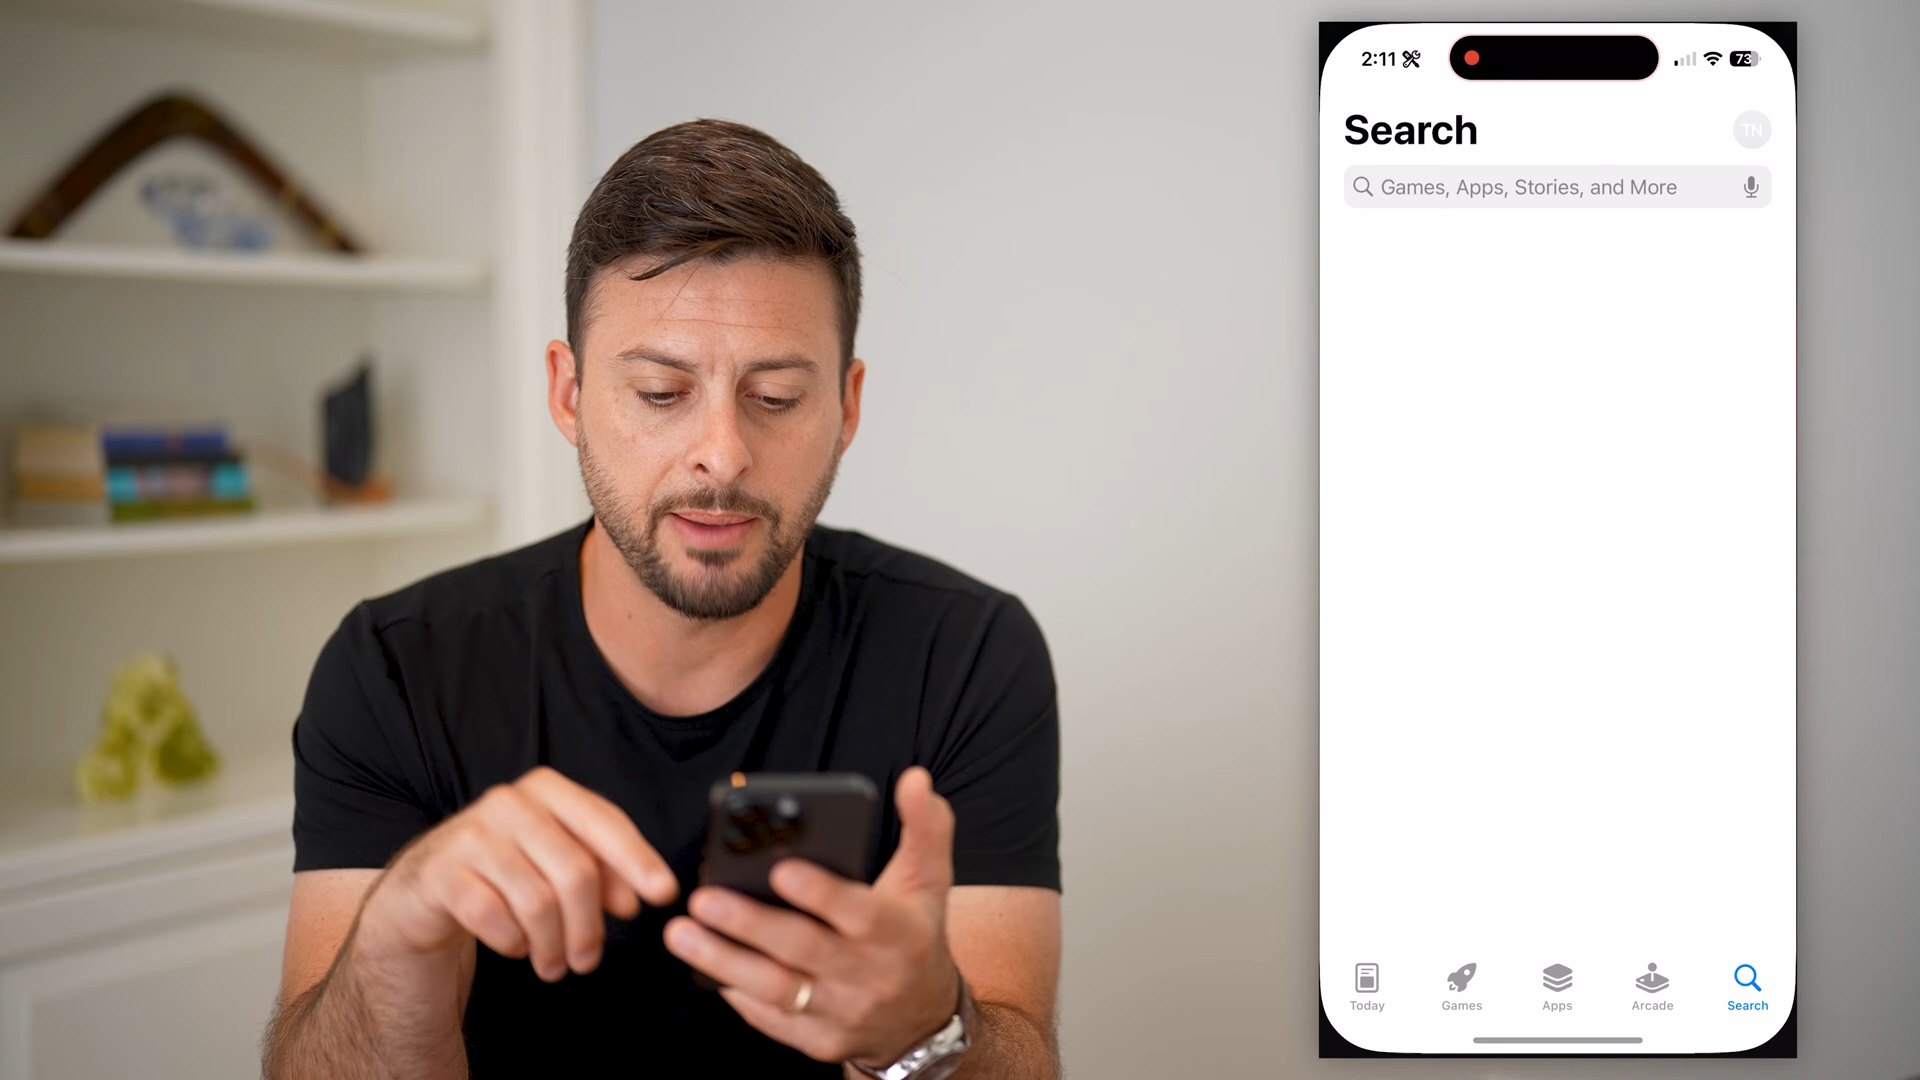 2:11
73
Search
TN
Games, Apps, Stories, and More
Today
Games
Apps
Arcade
Search